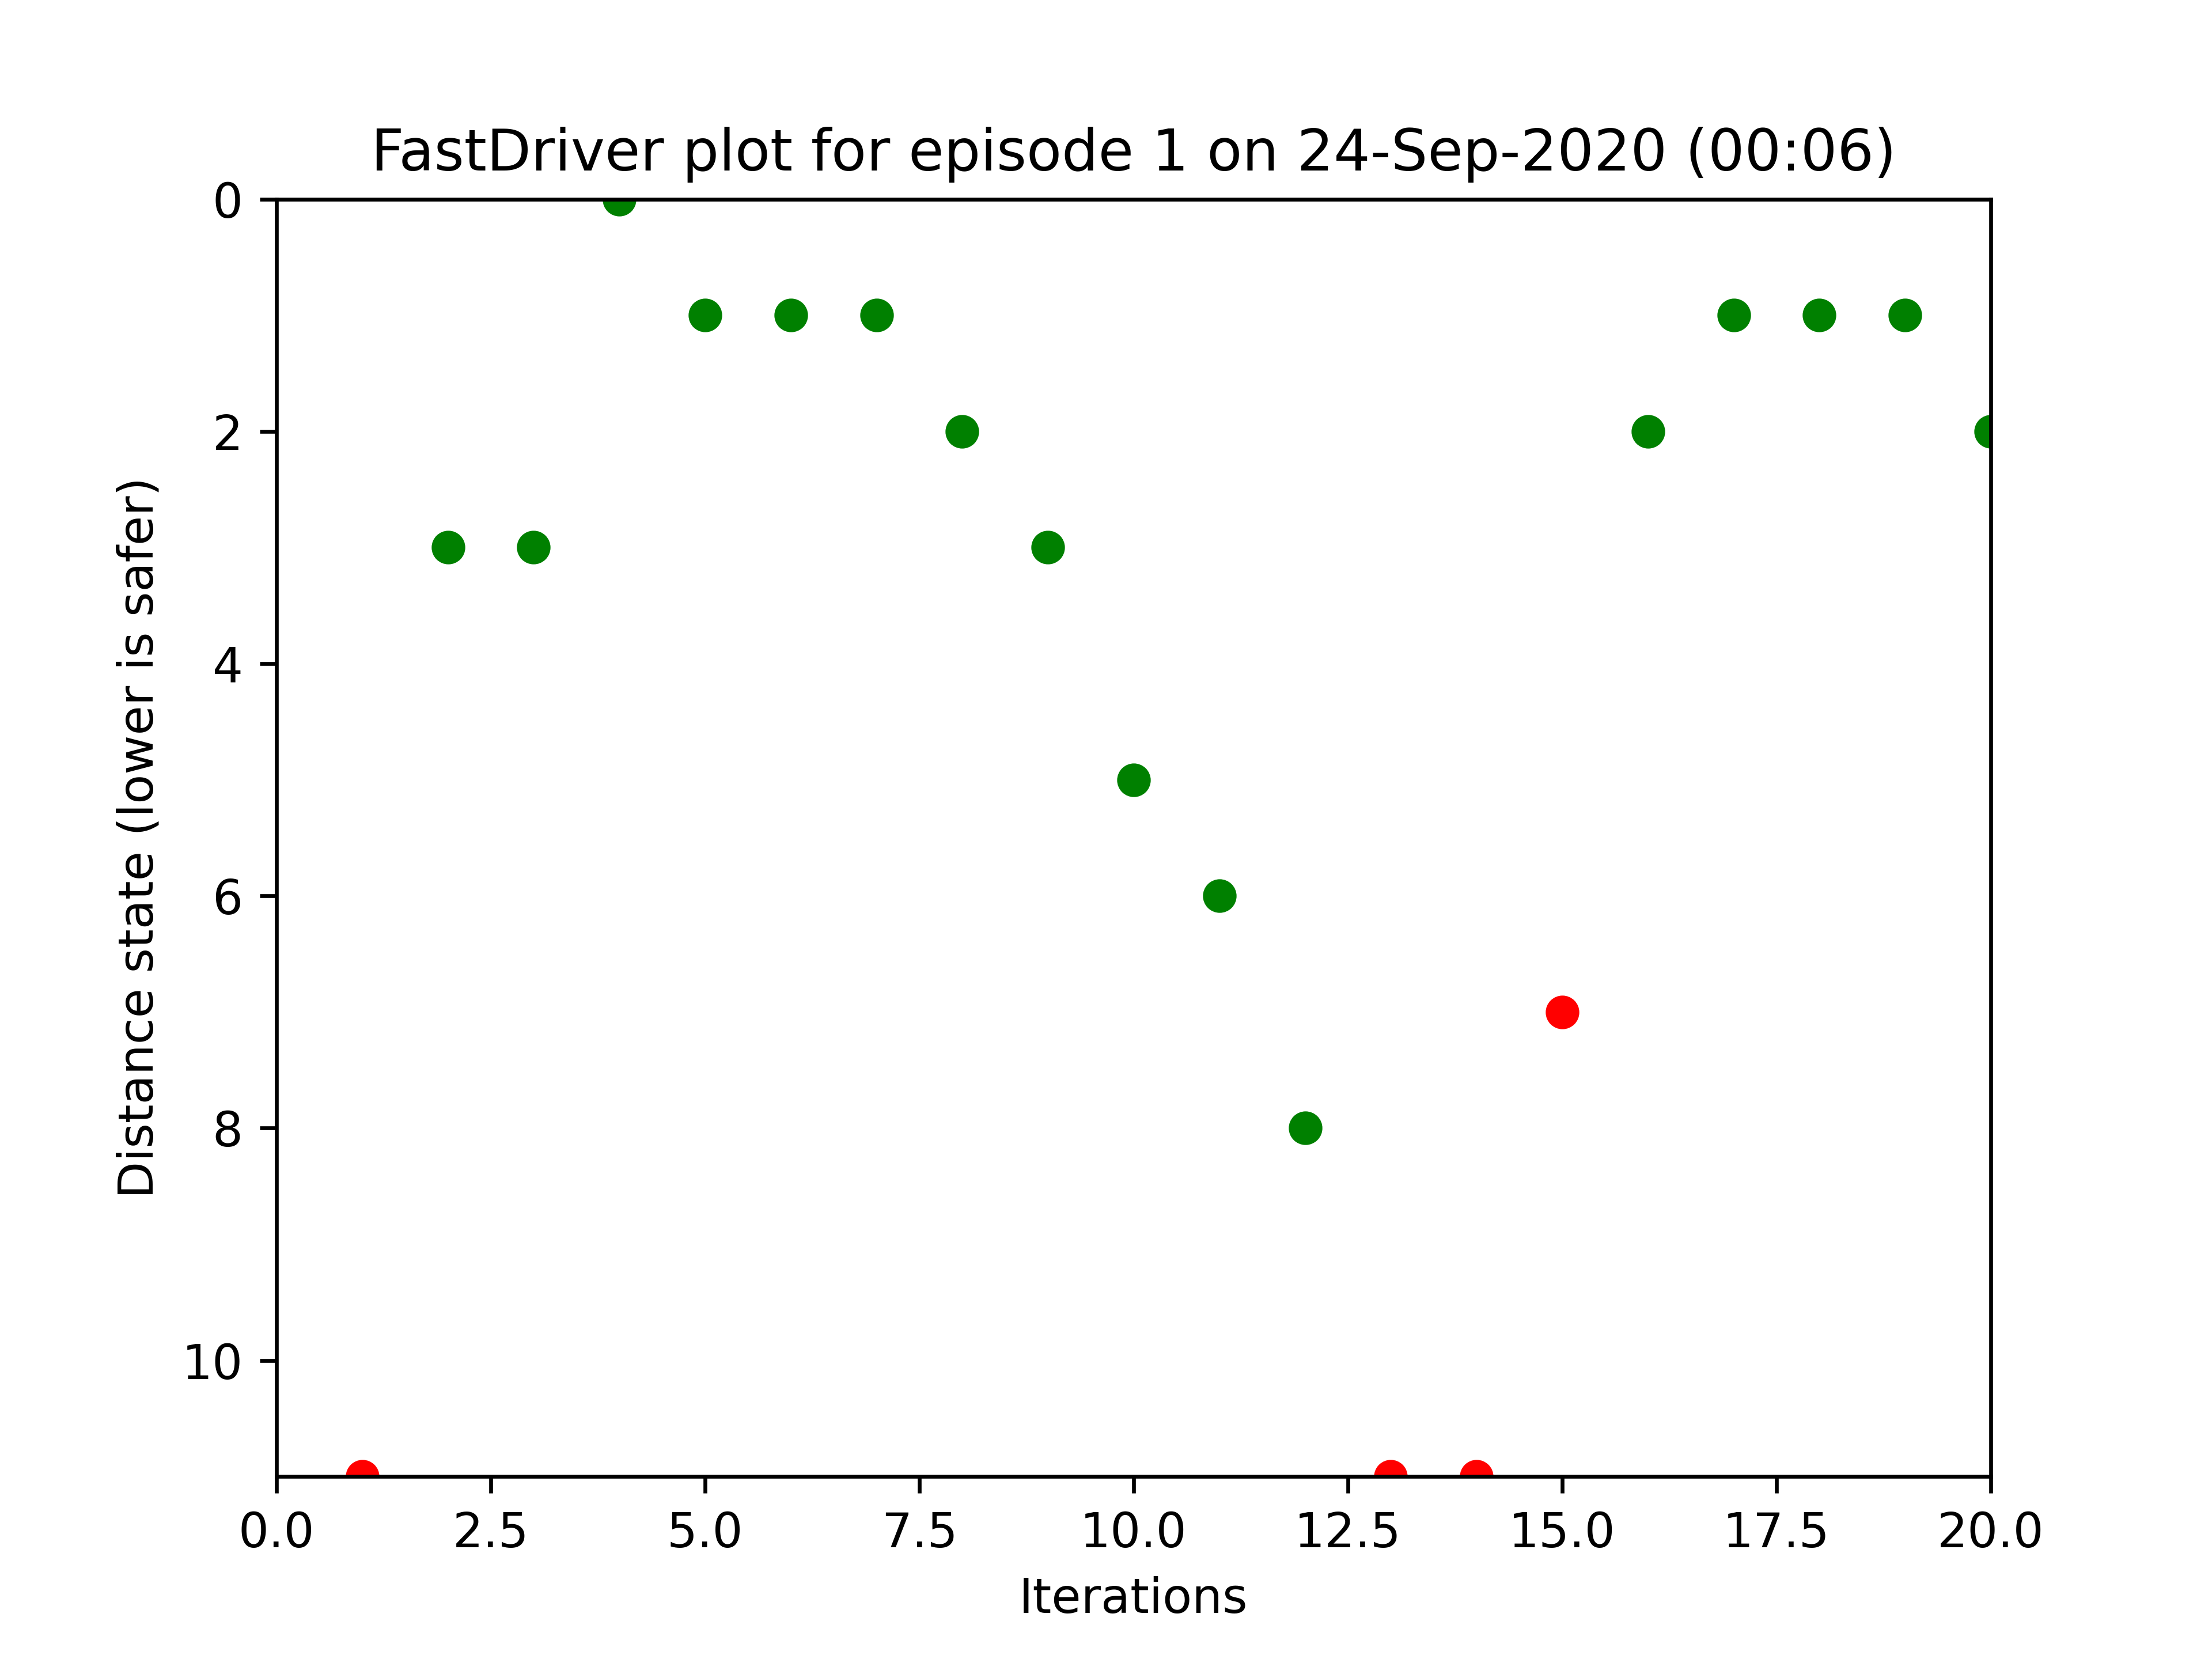 FastDriver plot for episode 1 on 24-Sep-2020 (00:06)
Distance state (lower is safer)
0
2
4
6
8
10
0.0 2.5 5.0 7.5 10.0 12.5 15.0 17.5 20.0
Iterations